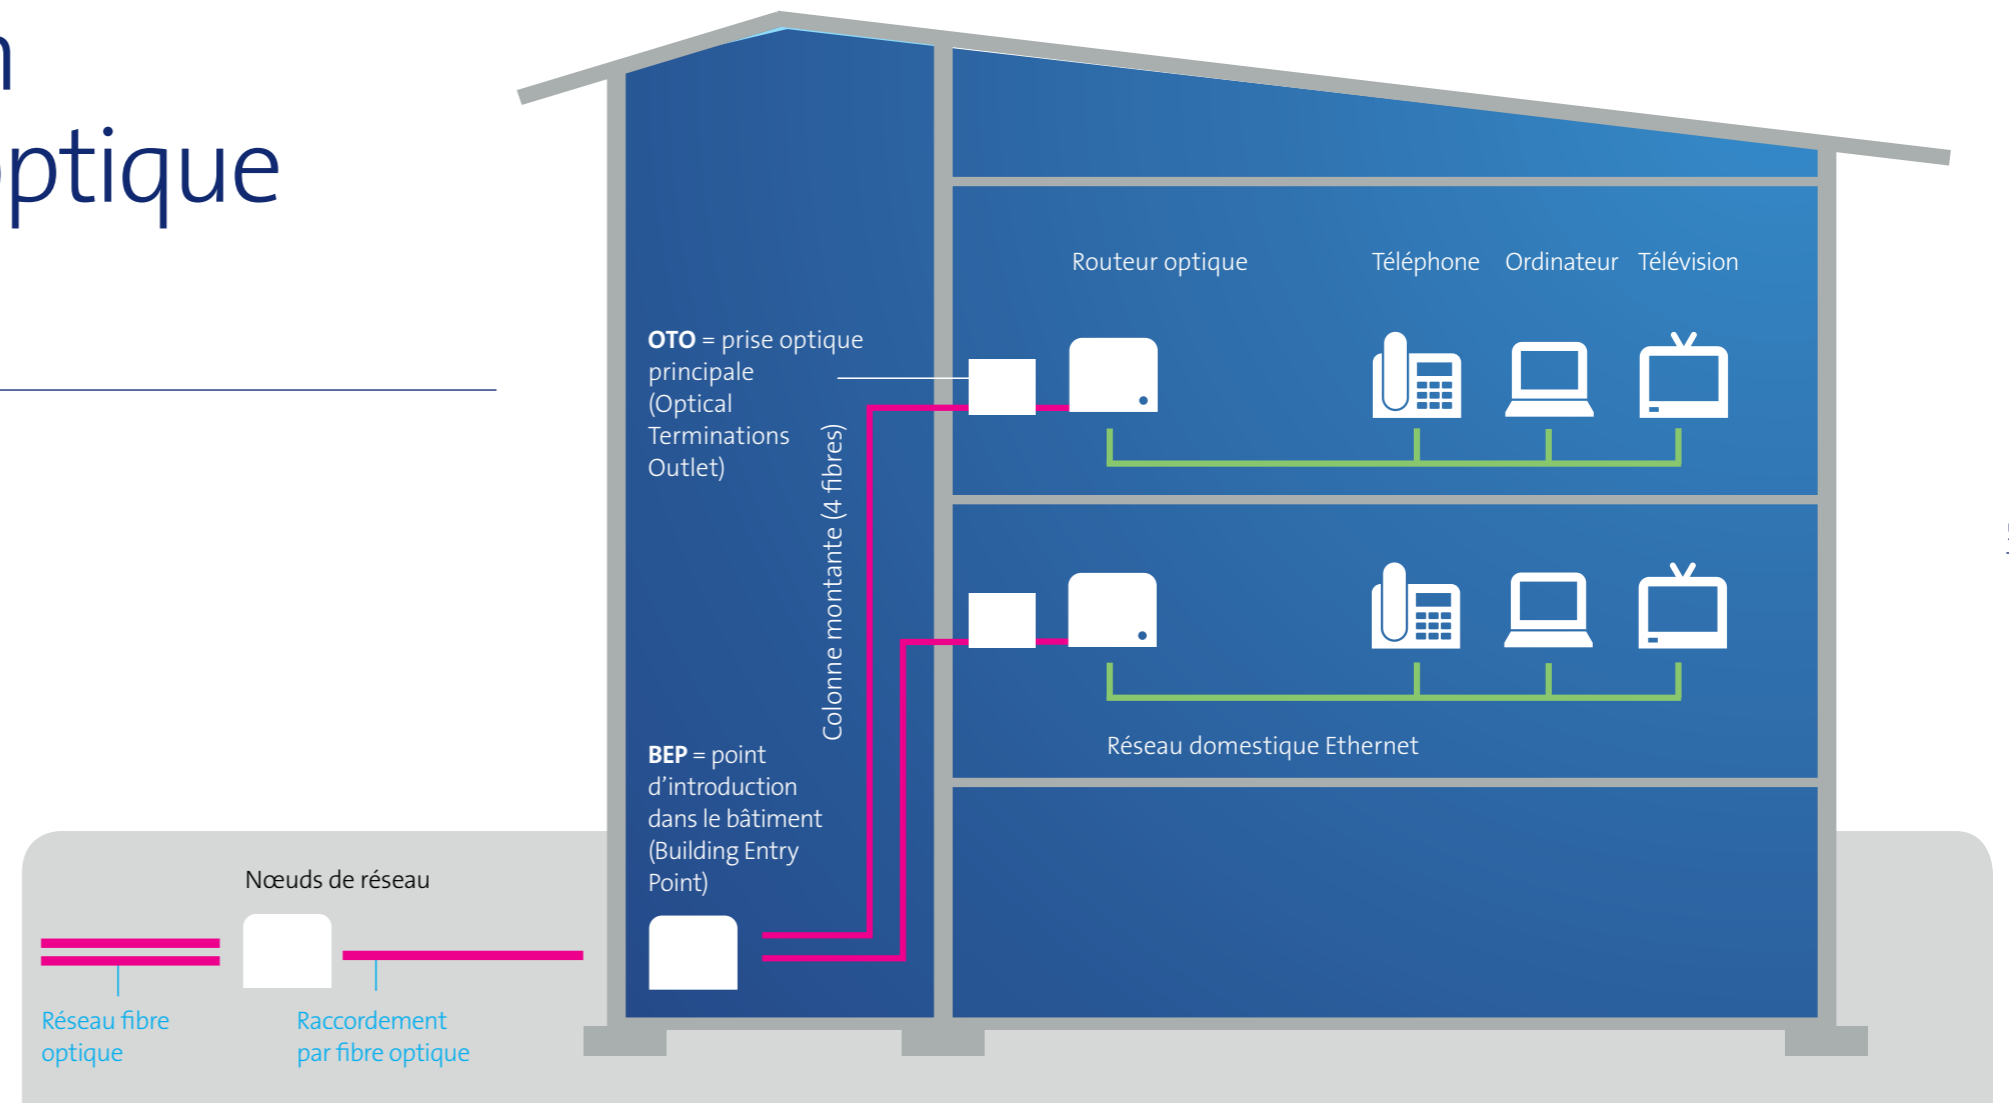 optique
Routeur optique
Téléphone
Ordinateur
Télévision
OTO = prise optique
principale
(Optical
Terminations
Outlet)
Colonne montante (4 fibres)
Réseau domestique Ethernet
BEP = point
d’introduction
dans le bâtiment
(Building Entry
Point)
Nœuds de réseau
Réseau fibre
optique
Raccordement
par fibre optique